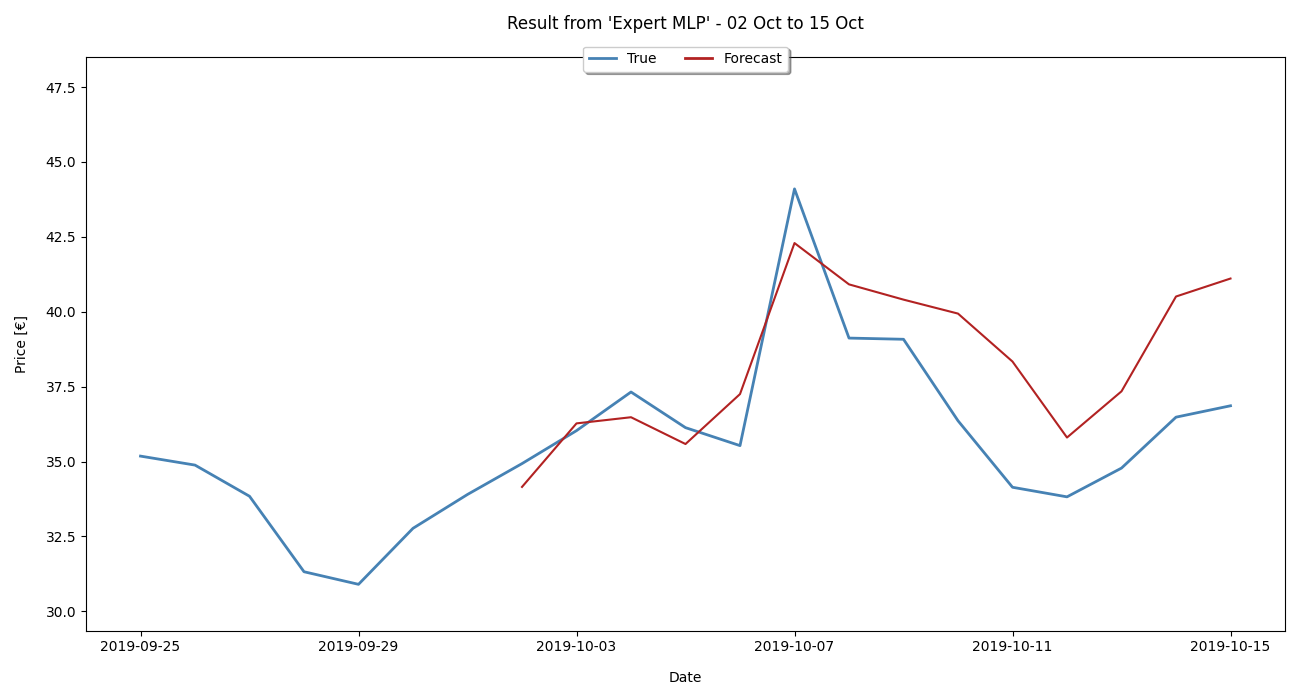 Result from 'Expert MLP' - 02 Oct to 15 Oct
True Forecast
47.5
45.0
42.5
40.0
37.5
35.0
32.5
30.0
Price [€]
2019-09-25 2019-09-29 2019-10-03 2019-10-07 2019-10-11 2019-10-15
Date